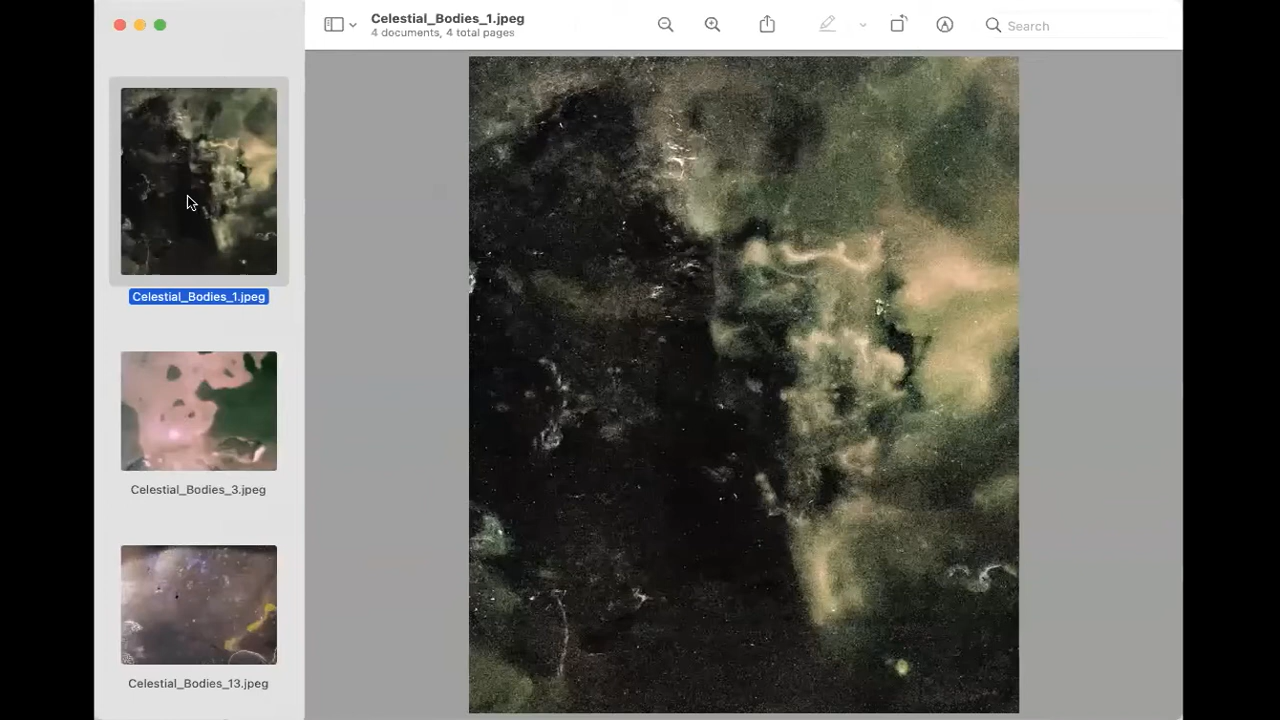 Celestial_Bodies_1.jpeg
4 documents, 4 total pages
Search
Celestial_Bodies_1.jpeg
Celestial_Bodies_3.jpeg
Celestial_Bodies_13.jpeg